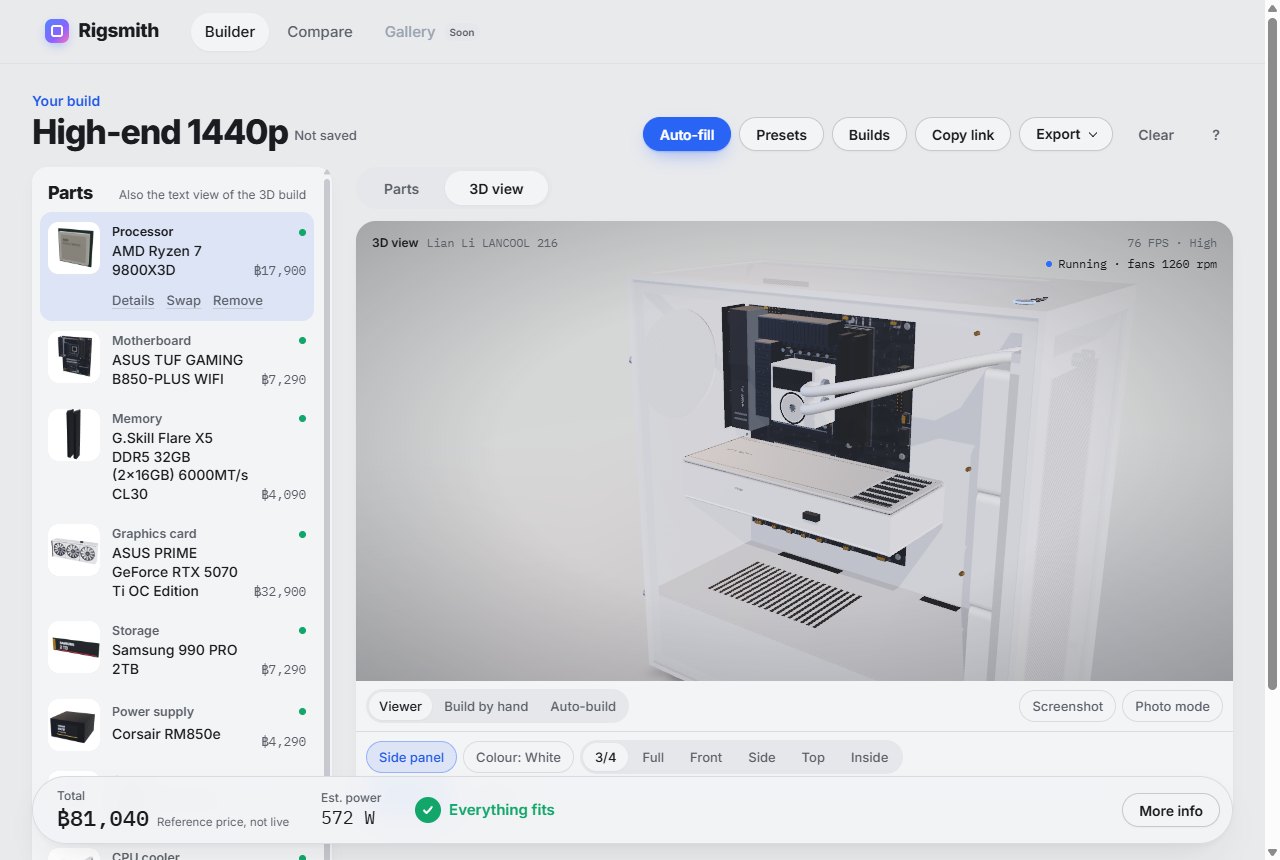 Rigsmith
Builder
Compare
Gallery Soon
Your build
High-end 1440p Not saved
Auto-fill
Presets
Builds
Copy link
Export
Clear
?
Parts Also the text view of the 3D build
Processor
AMD Ryzen 7
9800X3D ฿17,900
Details Swap Remove
Motherboard
ASUS TUF GAMING
B850-PLUS WIFI ฿7,290
Memory
G.Skill Flare X5
DDR5 32GB
(2×16GB) 6000MT/s
CL30 ฿4,090
Graphics card
ASUS PRIME
GeForce RTX 5070
Ti OC Edition ฿32,900
Storage
Samsung 990 PRO
2TB ฿7,290
Power supply
Corsair RM850e ฿4,290
CPU cooler
Parts
3D view
3D view Lian Li LANCOOL 216
76 FPS · High
Running · fans 1260 rpm
Viewer Build by hand Auto-build
Screenshot Photo mode
Side panel Colour: White 3/4 Full Front Side Top Inside
Total
฿81,040 Reference price, not live
Est. power
572 W
Everything fits
More info